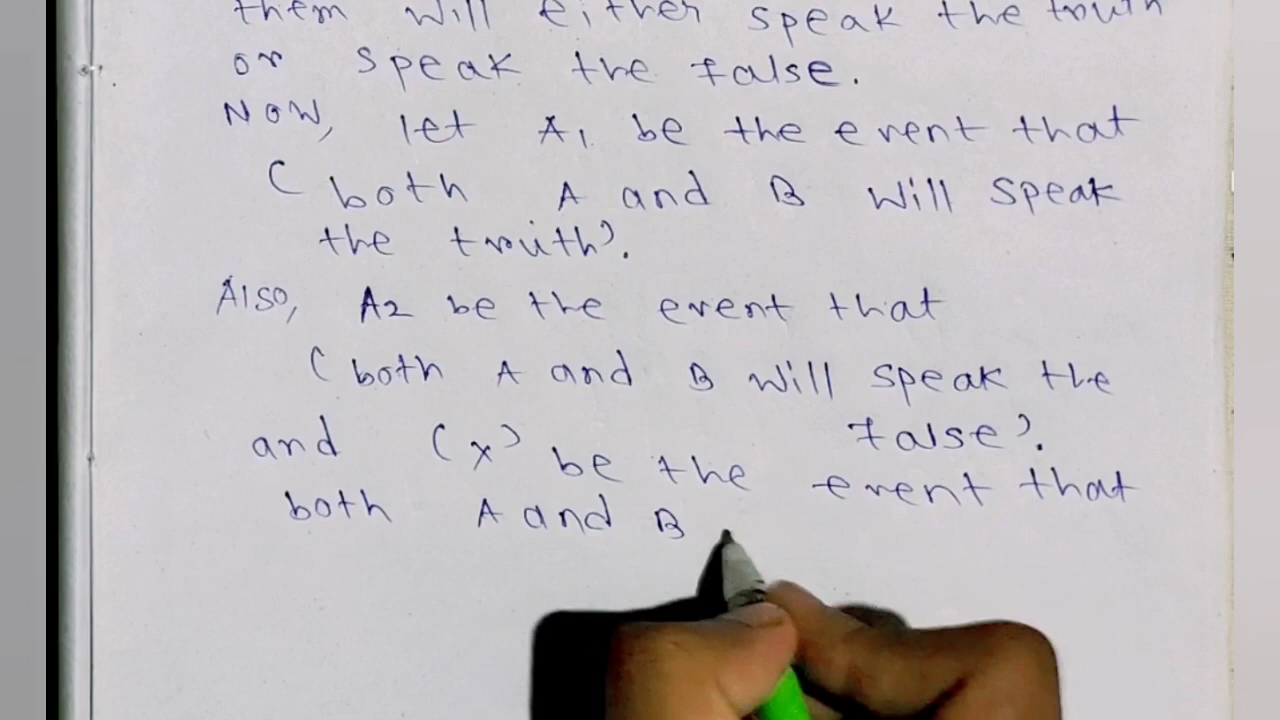 them will either speak the truth
or speak the false.
Now, let A1 be the event that
(both A and B will speak
the truth).
Also, A2 be the event that
(both A and B will speak the
false).
and (x) be the event that
both A and B